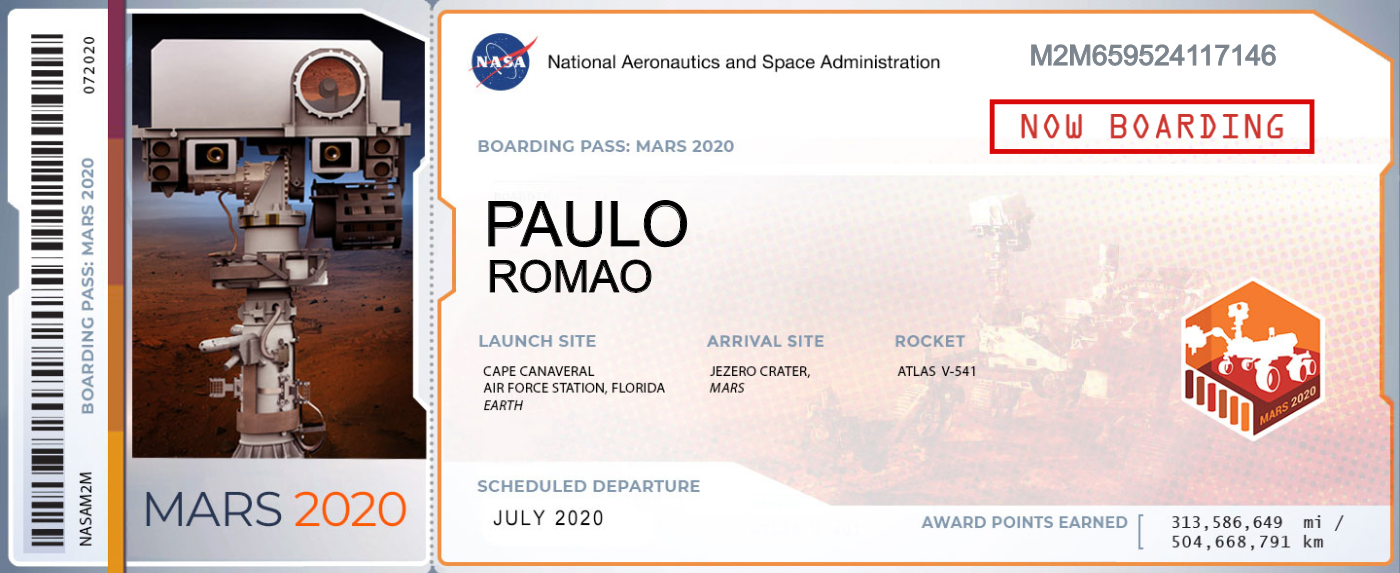 072020
BOARDING PASS: MARS 2020
NASAM2M
MARS 2020
NASA
National Aeronautics and Space Administration
M2M659524117146
NOW BOARDING
BOARDING PASS: MARS 2020
PAULO
ROMAO
LAUNCH SITE
CAPE CANAVERAL
AIR FORCE STATION, FLORIDA
EARTH
ARRIVAL SITE
JEZERO CRATER,
MARS
ROCKET
ATLAS V-541
MARS 2020
SCHEDULED DEPARTURE
JULY 2020
AWARD POINTS EARNED
313,586,649 mi /
504,668,791 km